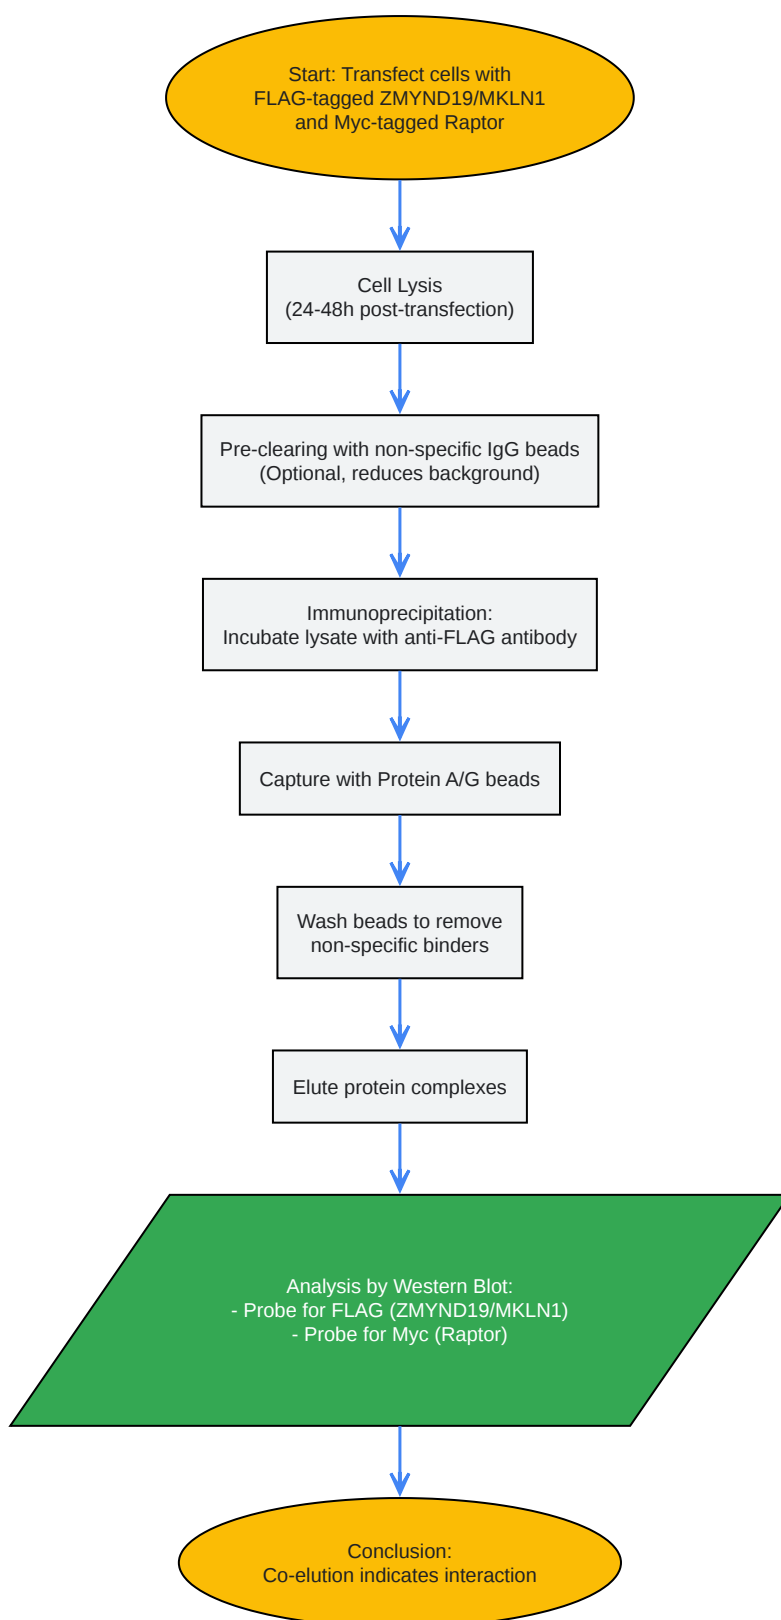 Start: Transfect cells with
FLAG-tagged ZMYND19/MKLN1
and Myc-tagged Raptor
Cell Lysis
(24-48h post-transfection)
Pre-clearing with non-specific IgG beads
(Optional, reduces background)
Immunoprecipitation:
Incubate lysate with anti-FLAG antibody
Capture with Protein A/G beads
Wash beads to remove
non-specific binders
Elute protein complexes
Analysis by Western Blot:
- Probe for FLAG (ZMYND19/MKLN1)
- Probe for Myc (Raptor)
Conclusion:
Co-elution indicates interaction